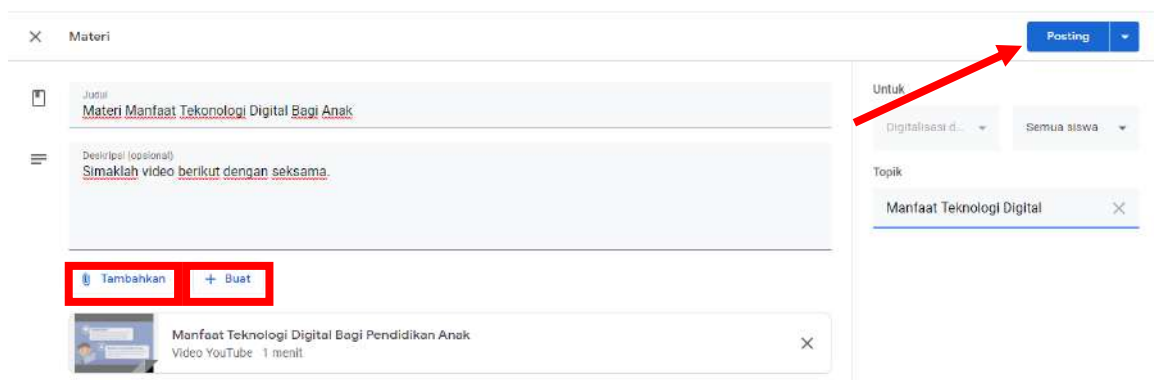 Materi
Posting
Judul
Materi Manfaat Tekonologi Digital Bagi Anak
Deskripsi (opsional)
Simaklah video berikut dengan seksama.
Tambahkan
+ Buat
Manfaat Teknologi Digital Bagi Pendidikan Anak
Video YouTube 1 menit
Untuk
Digitalisasi d...
Semua siswa
Topik
Manfaat Teknologi Digital